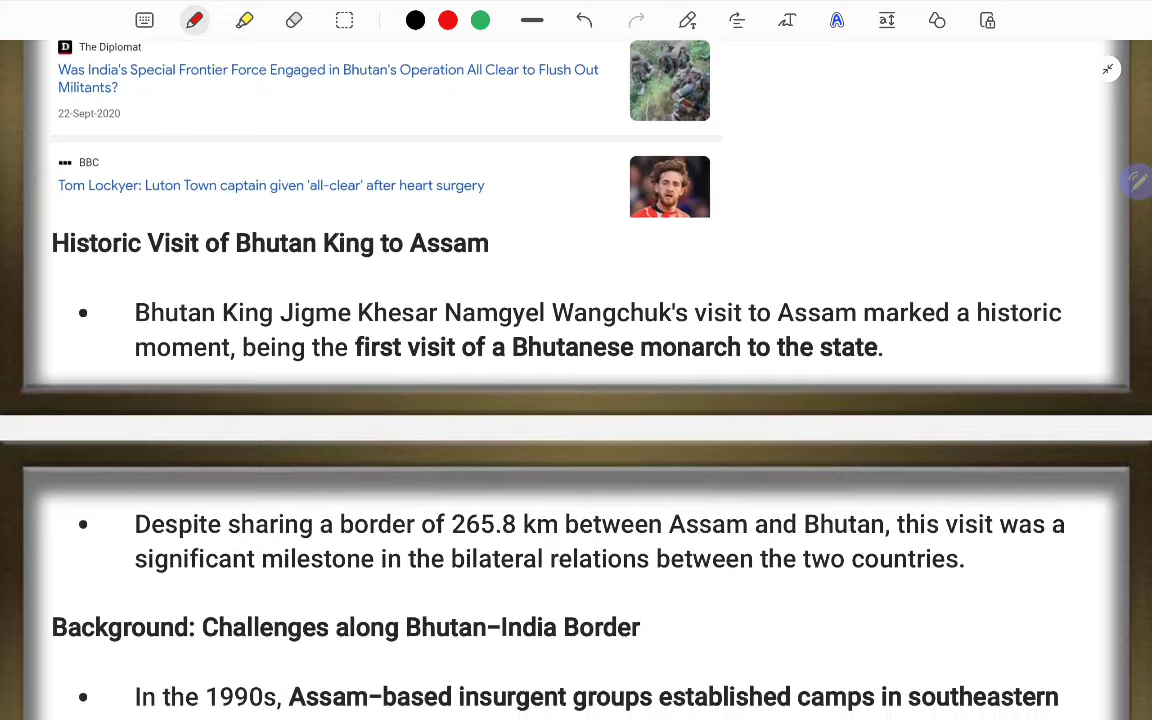 The Diplomat
Was India's Special Frontier Force Engaged in Bhutan's Operation All Clear to Flush Out
Militants?
22-Sept-2020
BBC
Tom Lockyer: Luton Town captain given 'all-clear' after heart surgery
Historic Visit of Bhutan King to Assam
• Bhutan King Jigme Khesar Namgyel Wangchuk's visit to Assam marked a historic
moment, being the first visit of a Bhutanese monarch to the state.
• Despite sharing a border of 265.8 km between Assam and Bhutan, this visit was a
significant milestone in the bilateral relations between the two countries.
Background: Challenges along Bhutan-India Border
• In the 1990s, Assam-based insurgent groups established camps in southeastern